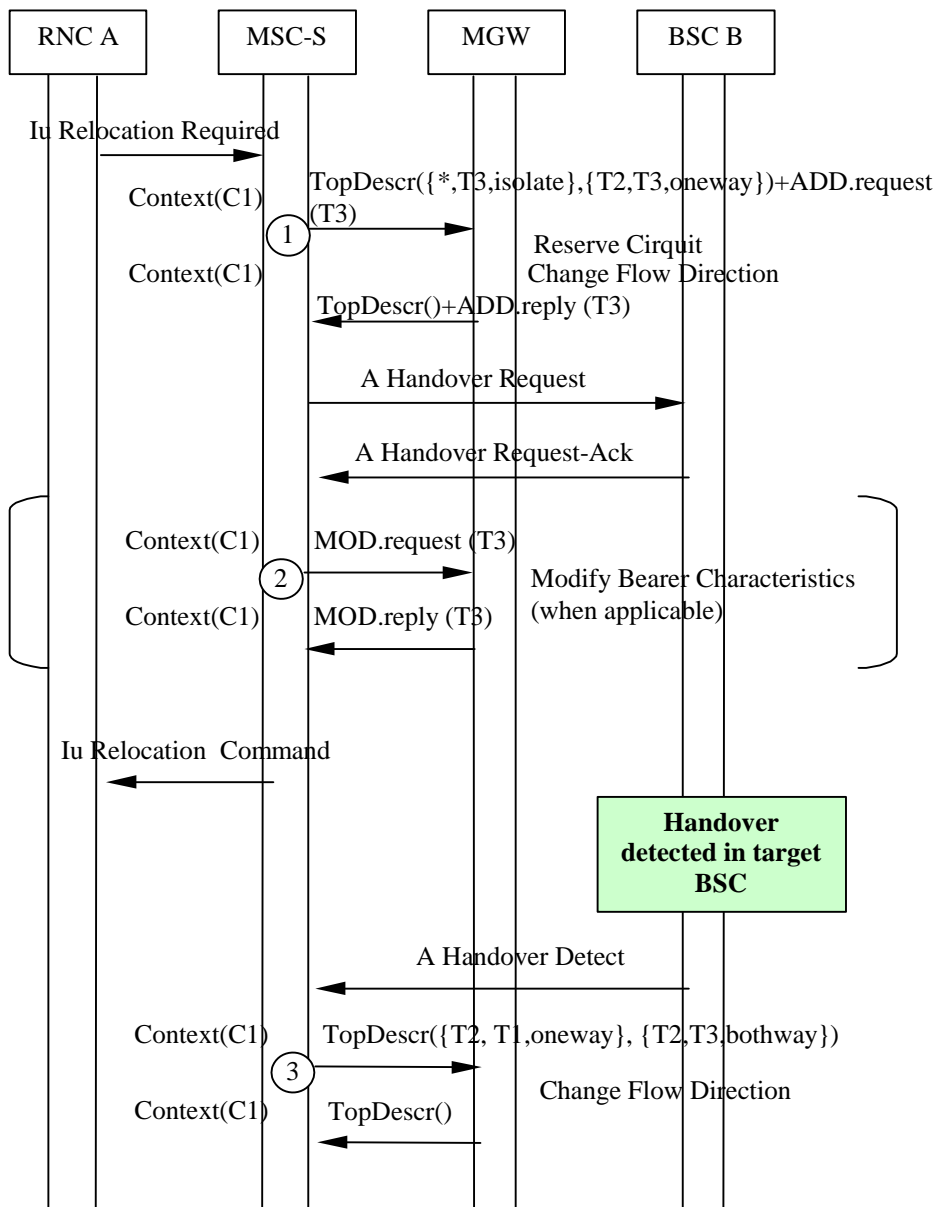 RNC A
MSC-S
MGW
BSC B
Iu Relocation Required
Context(C1)
TopDescr({*,T3,isolate},{T2,T3,oneway})+ADD.request
(T3)
1
Reserve Cirquit
Context(C1)
Change Flow Direction
TopDescr()+ADD.reply (T3)
A Handover Request
A Handover Request-Ack
Context(C1)
MOD.request (T3)
2
Modify Bearer Characteristics
(when applicable)
Context(C1)
MOD.reply (T3)
Iu Relocation Command
Handover
detected in target
BSC
A Handover Detect
Context(C1)
TopDescr({T2, T1,oneway}, {T2,T3,bothway})
3
Change Flow Direction
Context(C1)
TopDescr()